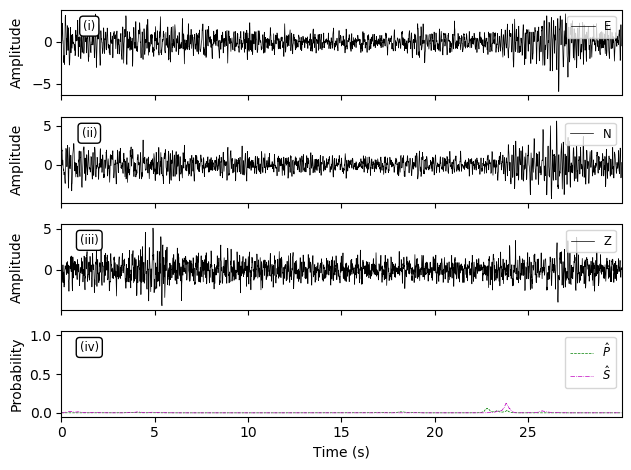 Amplitude
0
−5
(i)
E
Amplitude
5
0
(ii)
N
Amplitude
5
0
(iii)
Z
Probability
1.0
0.5
0.0
(iv)
P̂
Ŝ
0 5 10 15 20 25
Time (s)